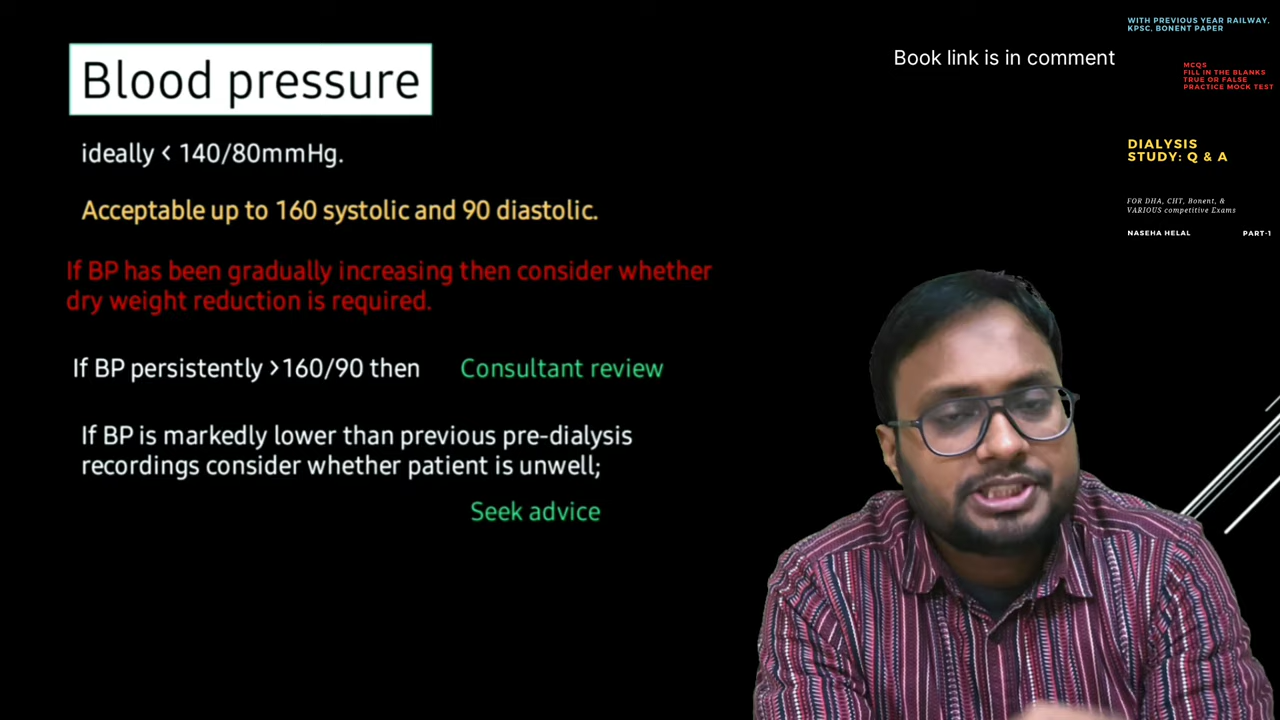 Blood pressure
ideally < 140/80mmHg.
Acceptable up to 160 systolic and 90 diastolic.
If BP has been gradually increasing then consider whether
dry weight reduction is required.
If BP persistently >160/90 then Consultant review
If BP is markedly lower than previous pre-dialysis
recordings consider whether patient is unwell;
Seek advice
Book link is in comment
WITH PREVIOUS YEAR RAILWAY,
KPSC, BONENT PAPER
MCQS
FILL IN THE BLANKS
TRUE OR FALSE
PRACTICE MOCK TEST
DIALYSIS
STUDY: Q & A
FOR DHA, CHT, Bonent, &
VARIOUS competitive Exams
NASEHA HELAL PART-1